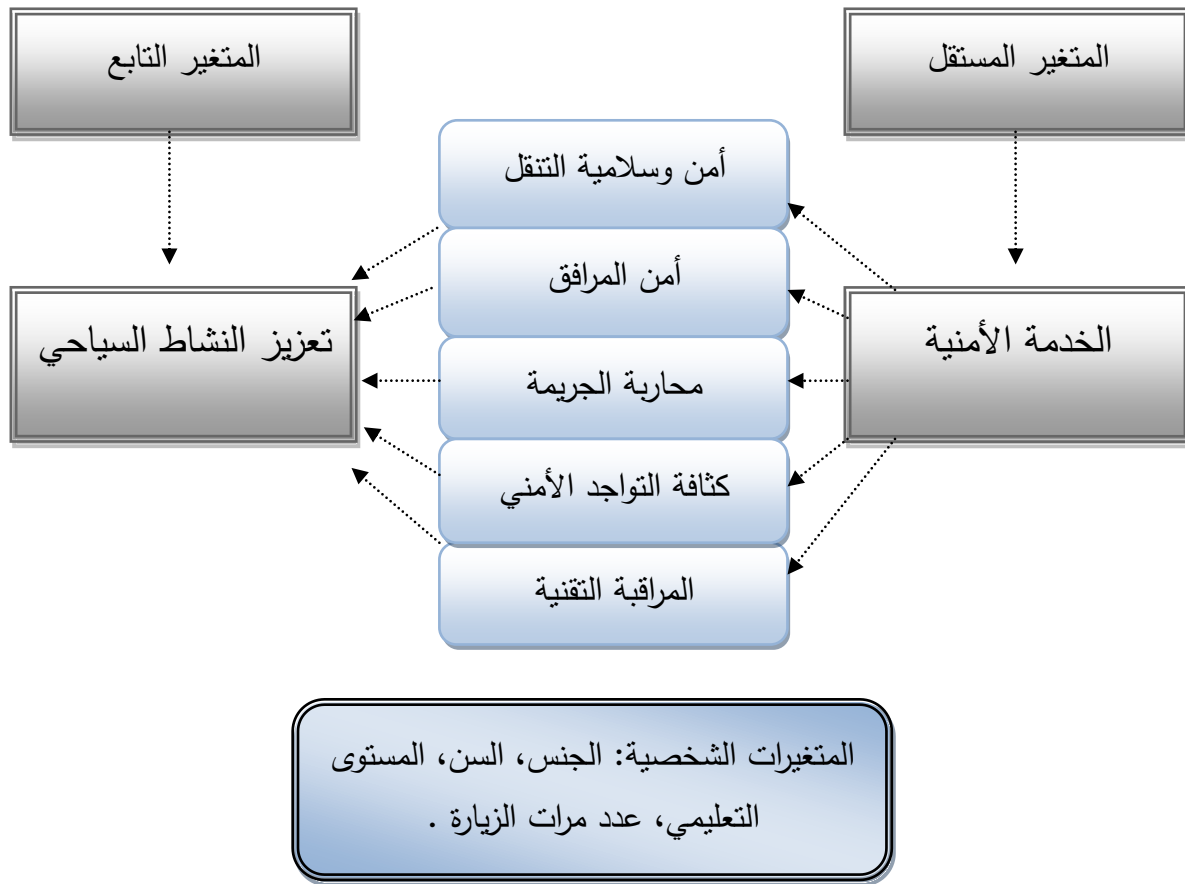 المتغير المستقل
المتغير التابع
أمن وسلامية التنقل
أمن المرافق
محاربة الجريمة
كثافة التواجد الأمني
المراقبة التقنية
الخدمة الأمنية
تعزيز النشاط السياحي
المتغيرات الشخصية: الجنس، السن، المستوى
التعليمي، عدد مرات الزيارة .